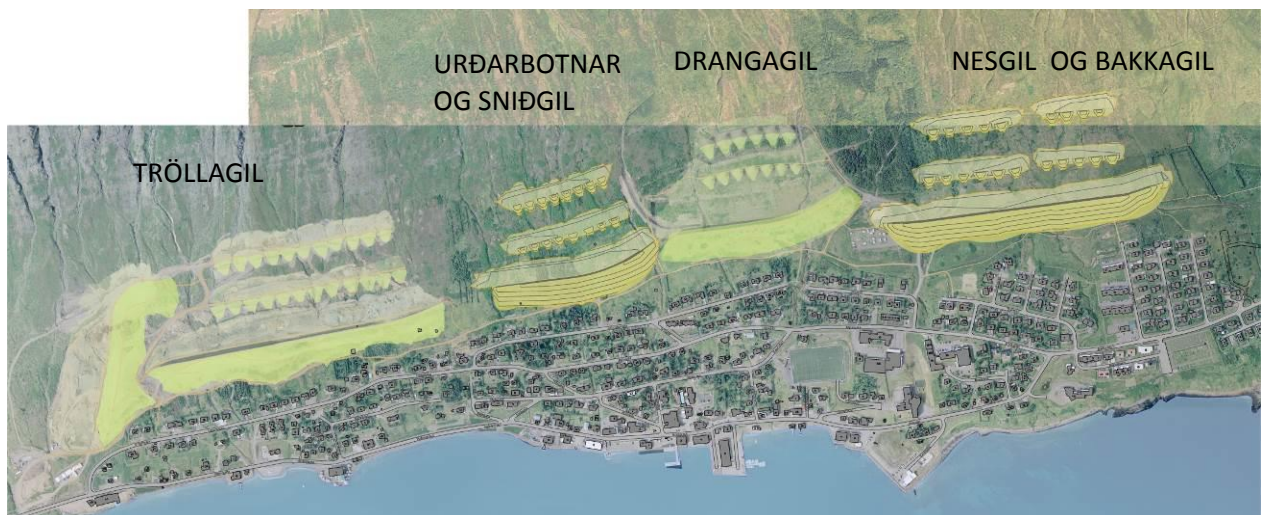 URÐARBOTNAR
OG SNIÐGIL
DRANGAGIL
NESGIL OG BAKKAGIL
TRÖLLAGIL